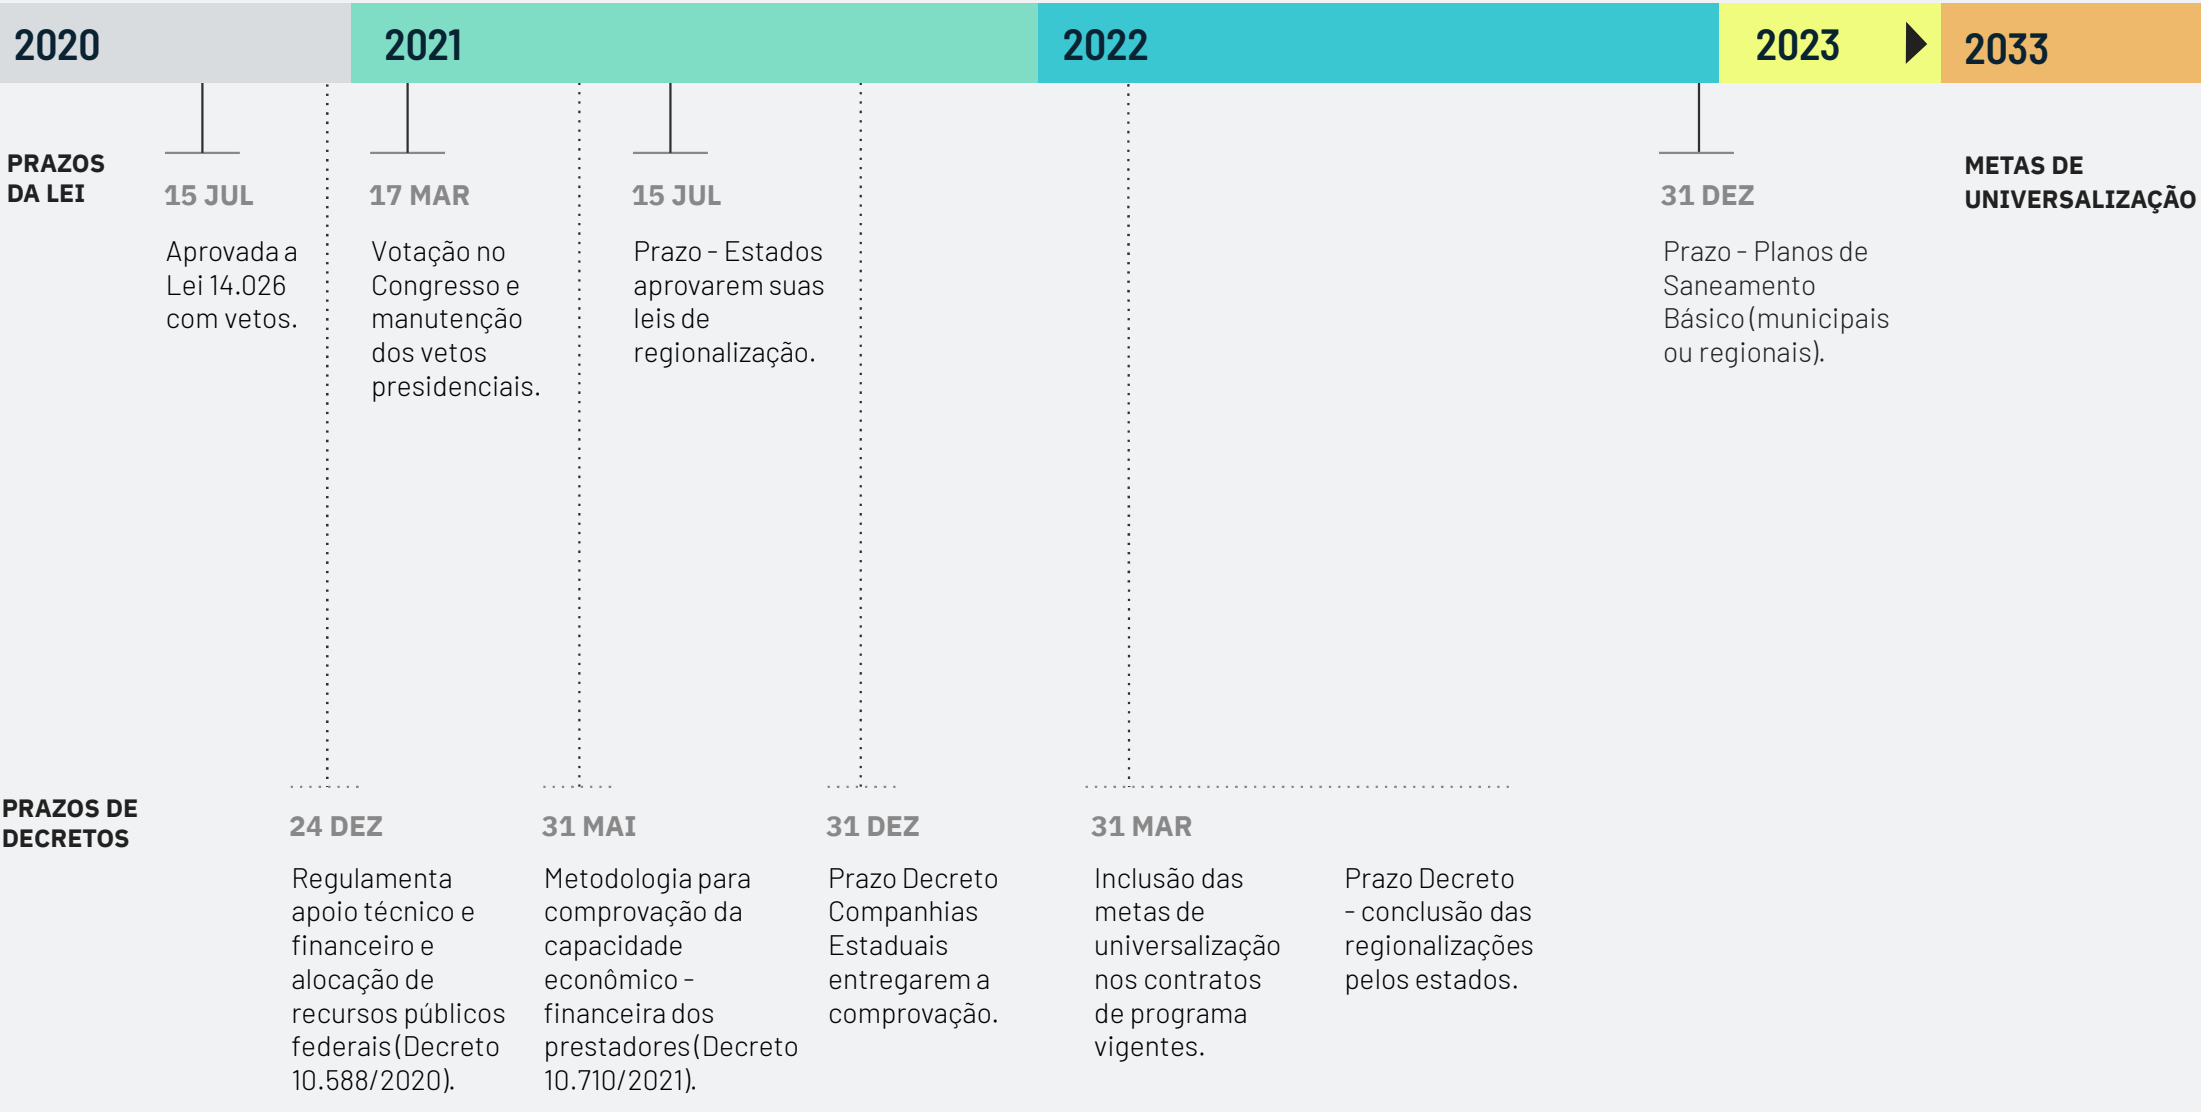 2020
2021
2022
2023
2033
PRAZOS
DA LEI
15 JUL
Aprovada a
Lei 14.026
com vetos.
17 MAR
Votação no
Congresso e
manutenção
dos vetos
presidenciais.
15 JUL
Prazo - Estados
aprovarem suas
leis de
regionalização.
31 DEZ
Prazo - Planos de
Saneamento
Básico (municipais
ou regionais).
METAS DE
UNIVERSALIZAÇÃO
PRAZOS DE
DECRETOS
24 DEZ
Regulamenta
apoio técnico e
financeiro e
alocação de
recursos públicos
federais (Decreto
10.588/2020).
31 MAI
Metodologia para
comprovação da
capacidade
econômico -
financeira dos
prestadores (Decreto
10.710/2021).
31 DEZ
Prazo Decreto
Companhias
Estaduais
entregarem a
comprovação.
31 MAR
Inclusão das
metas de
universalização
nos contratos
de programa
vigentes.
Prazo Decreto
- conclusão das
regionalizações
pelos estados.